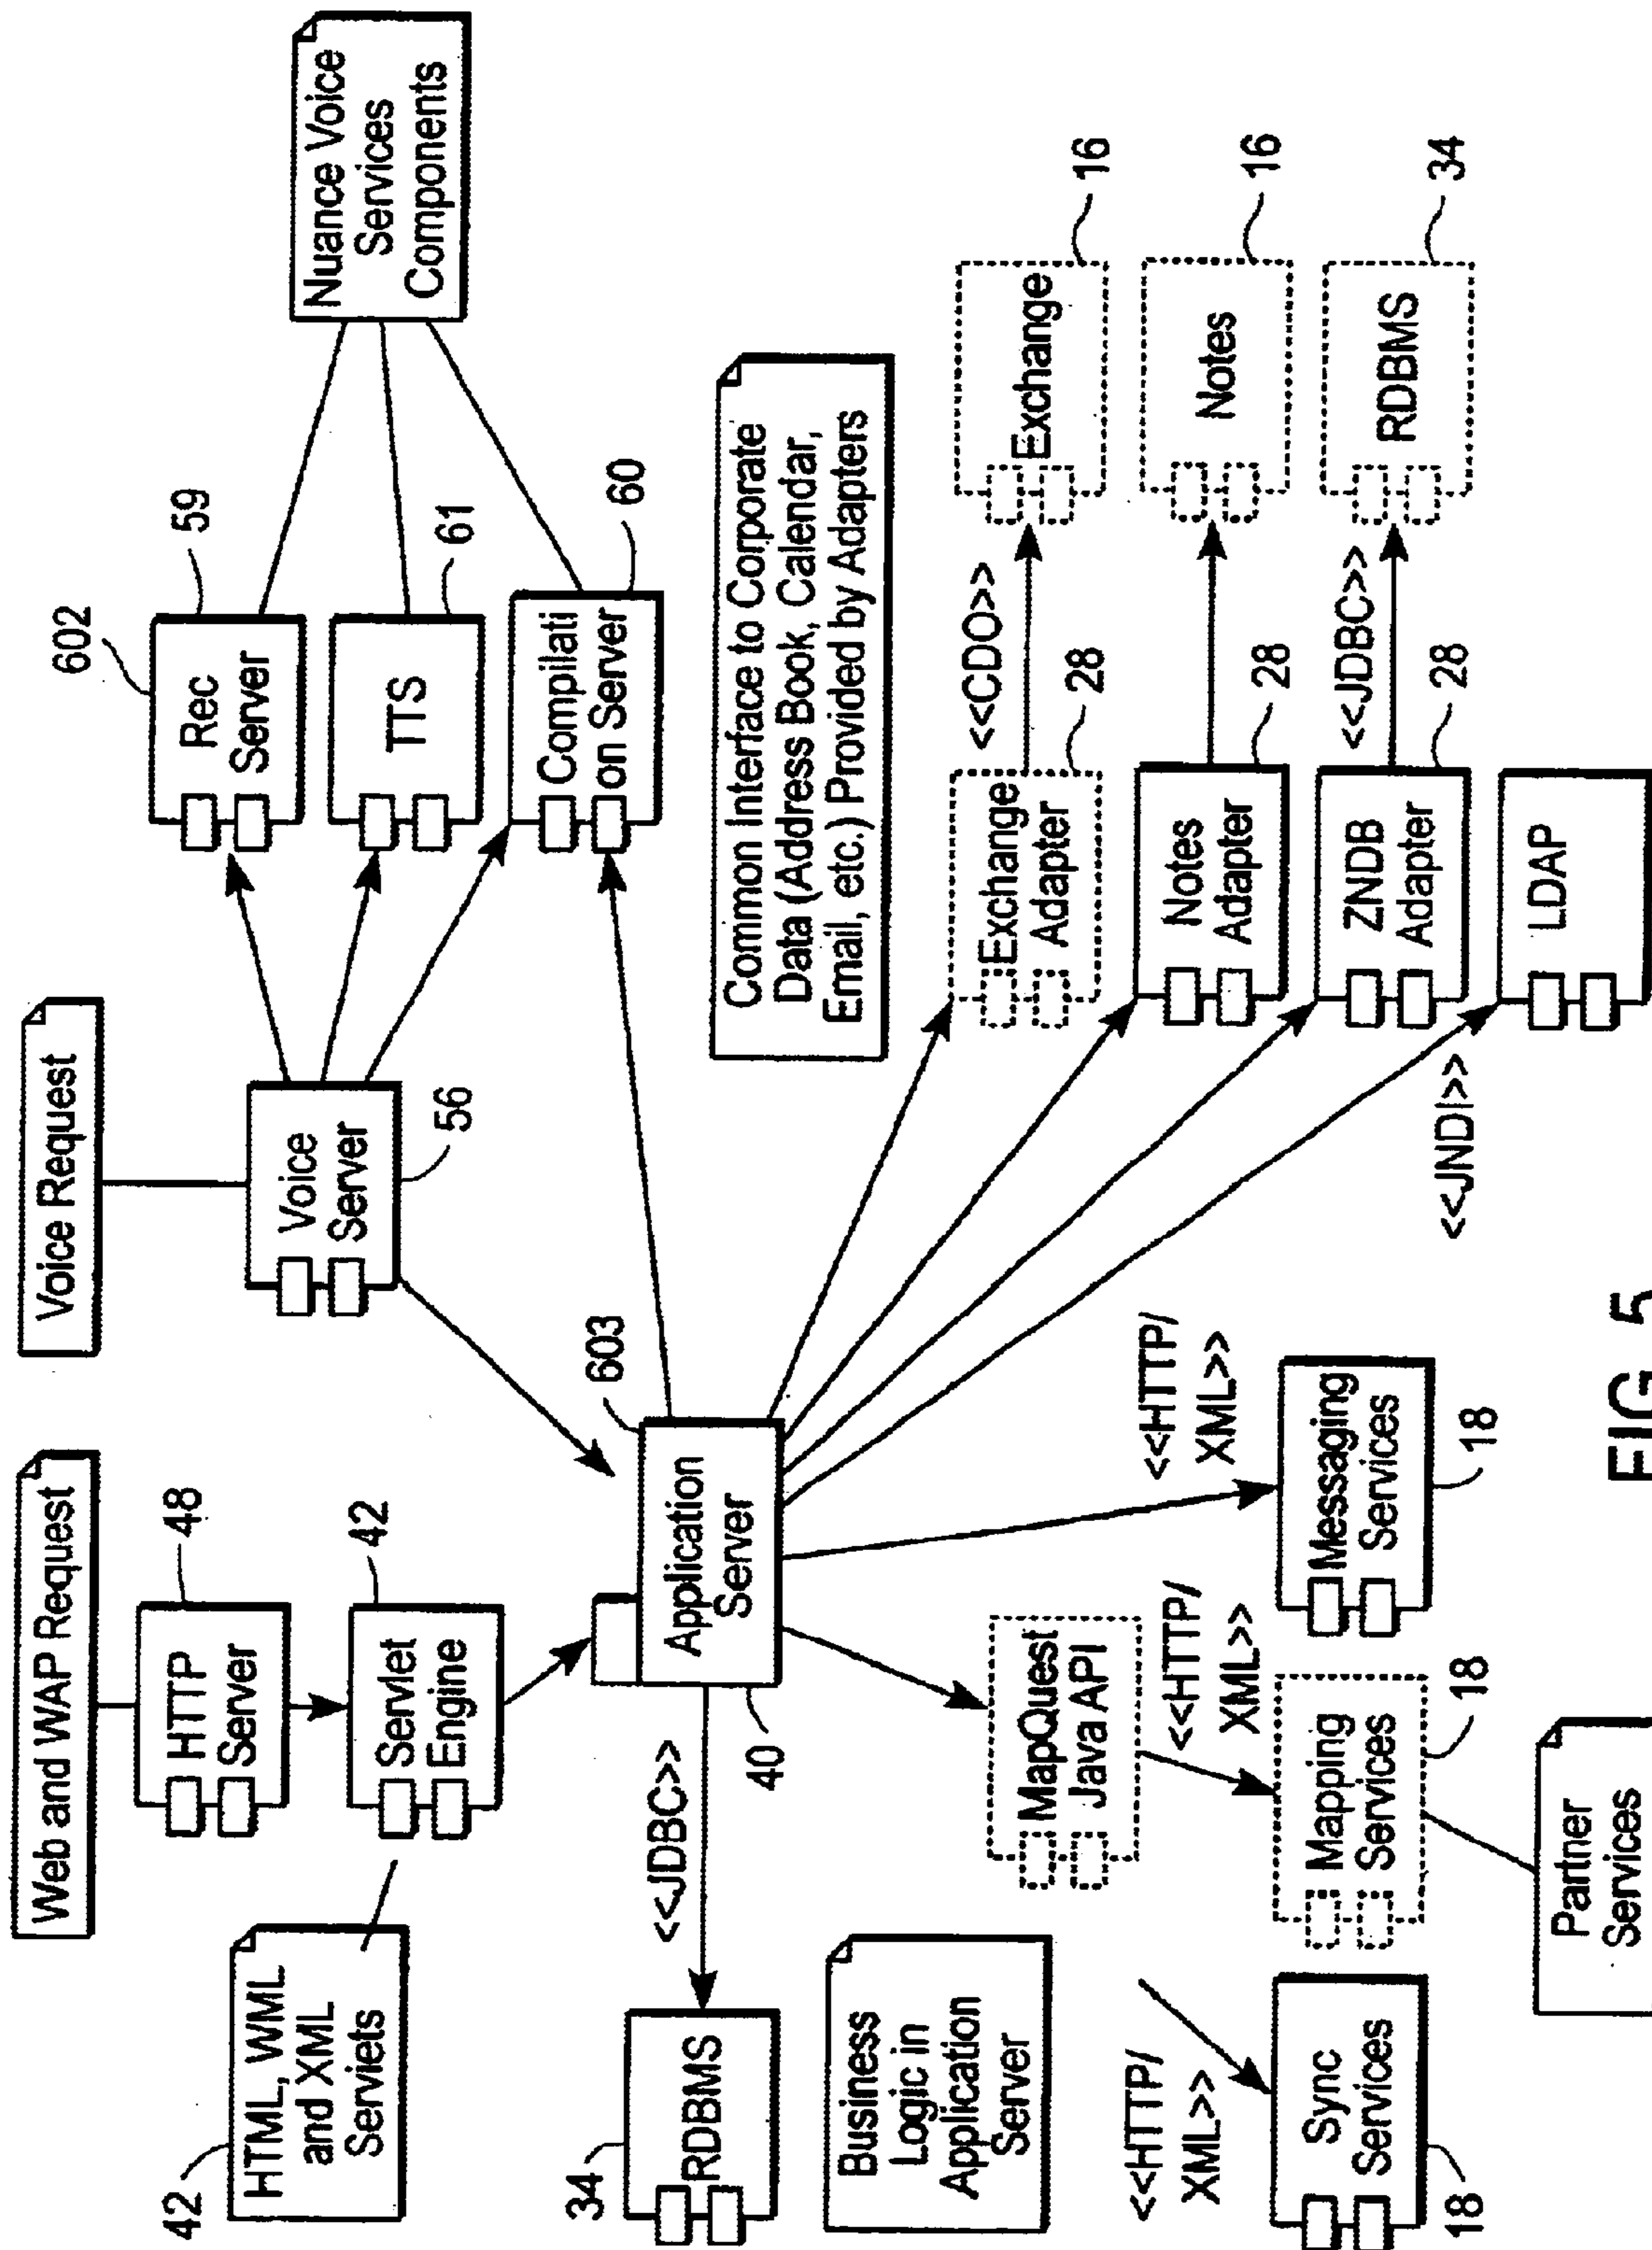 Web and WAP Request
Voice Request
HTTP
Server
48
Servlet
Engine
42
HTML, WML
and XML
Serviets
42
Voice
Server
56
602
Rec
Server
59
TTS
61
Compilati
on Server
60
Nuance Voice
Services
Components
Application
Server
603
40
<<JDBC>>
RDBMS
34
Business
Logic in
Application
Server
Common Interface to Corporate
Data (Address Book, Calendar,
Email, etc.) Provided by Adapters
Exchange
Adapter
28
<<CDO>>
Exchange
16
Notes
Adapter
28
Notes
16
ZNDB
Adapter
28
<<JDBC>>
RDBMS
34
<<JNDI>>
LDAP
MapQuest
Java API
<<HTTP/
XML>>
Messaging
Services
18
<<HTTP/
XML>>
Mapping
Services
18
<<HTTP/
XML>>
Sync
Services
18
Partner
Services
FIG. 5